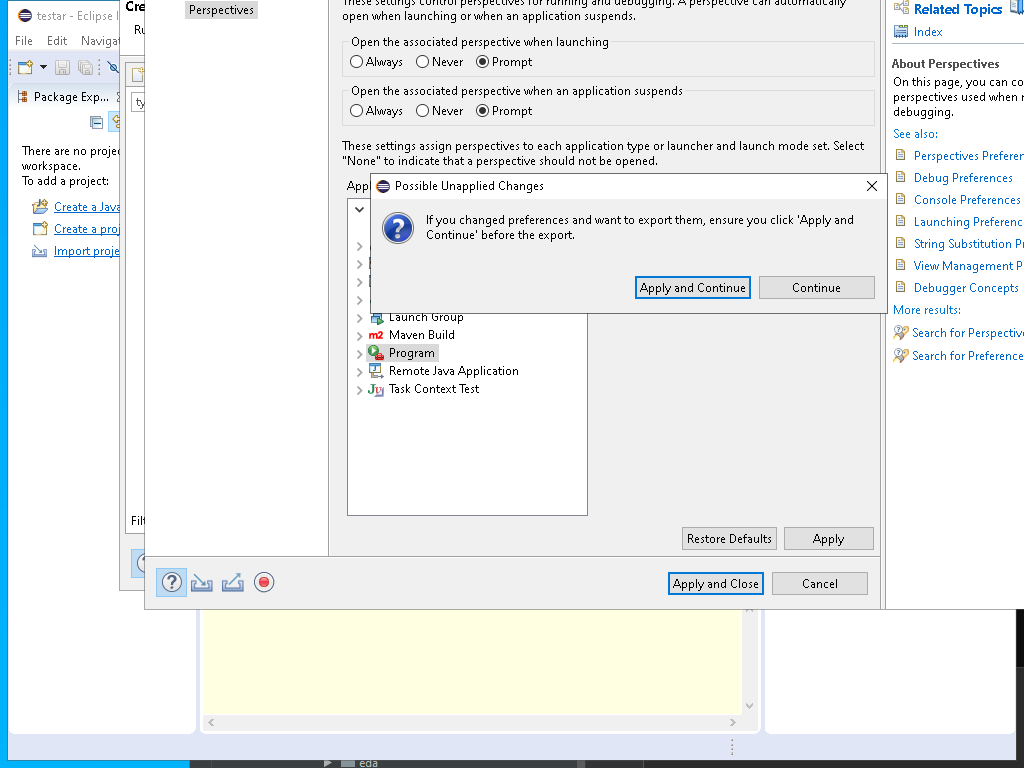 testar - Eclipse I
File Edit Navigat
Package Exp...
There are no proje
workspace.
To add a project:
Create a Java
Create a proj
Import proje
Cre
Ru
ty
Filt
Perspectives
These settings control perspectives for running and debugging. A perspective can automatically
open when launching or when an application suspends.
Open the associated perspective when launching
Always Never Prompt
Open the associated perspective when an application suspends
Always Never Prompt
These settings assign perspectives to each application type or launcher and launch mode set. Select
"None" to indicate that a perspective should not be opened.
Appl
Possible Unapplied Changes
If you changed preferences and want to export them, ensure you click 'Apply and
Continue' before the export.
Apply and Continue Continue
Launch Group
m2 Maven Build
Program
Remote Java Application
Ju Task Context Test
Restore Defaults Apply
Apply and Close Cancel
Related Topics
Index
About Perspectives
On this page, you can co
perspectives used when r
debugging.
See also:
Perspectives Preferen
Debug Preferences
Console Preferences
Launching Preferenc
String Substitution Pr
View Management P
Debugger Concepts
More results:
Search for Perspective
Search for Preference
eda